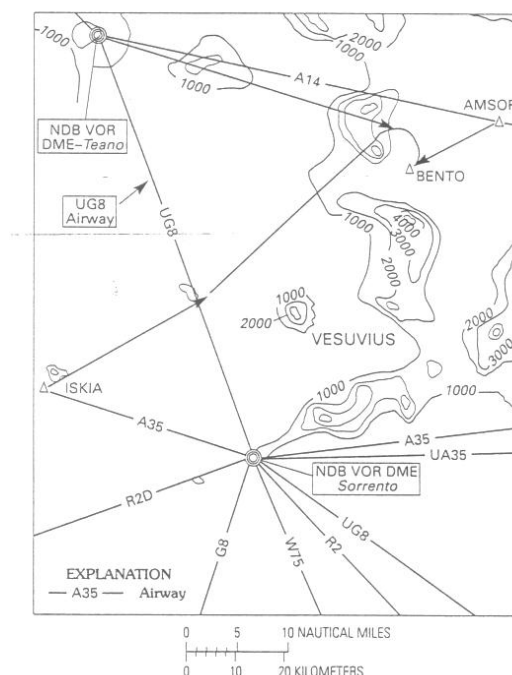 1000
2000
1000
1000
A14
AMSOR
NDB VOR
DME–Teano
BENTO
UG8
Airway
UG8
1000
1000
4000
3000
2000
1000
2000
VESUVIUS
2000
3000
ISKIA
1000
1000
A35
A35
UA35
NDB VOR DME
Sorrento
R2D
G8
W75
R2
UG8
EXPLANATION
— A35 — Airway
0 5 10 NAUTICAL MILES
0 10 20 KILOMETERS